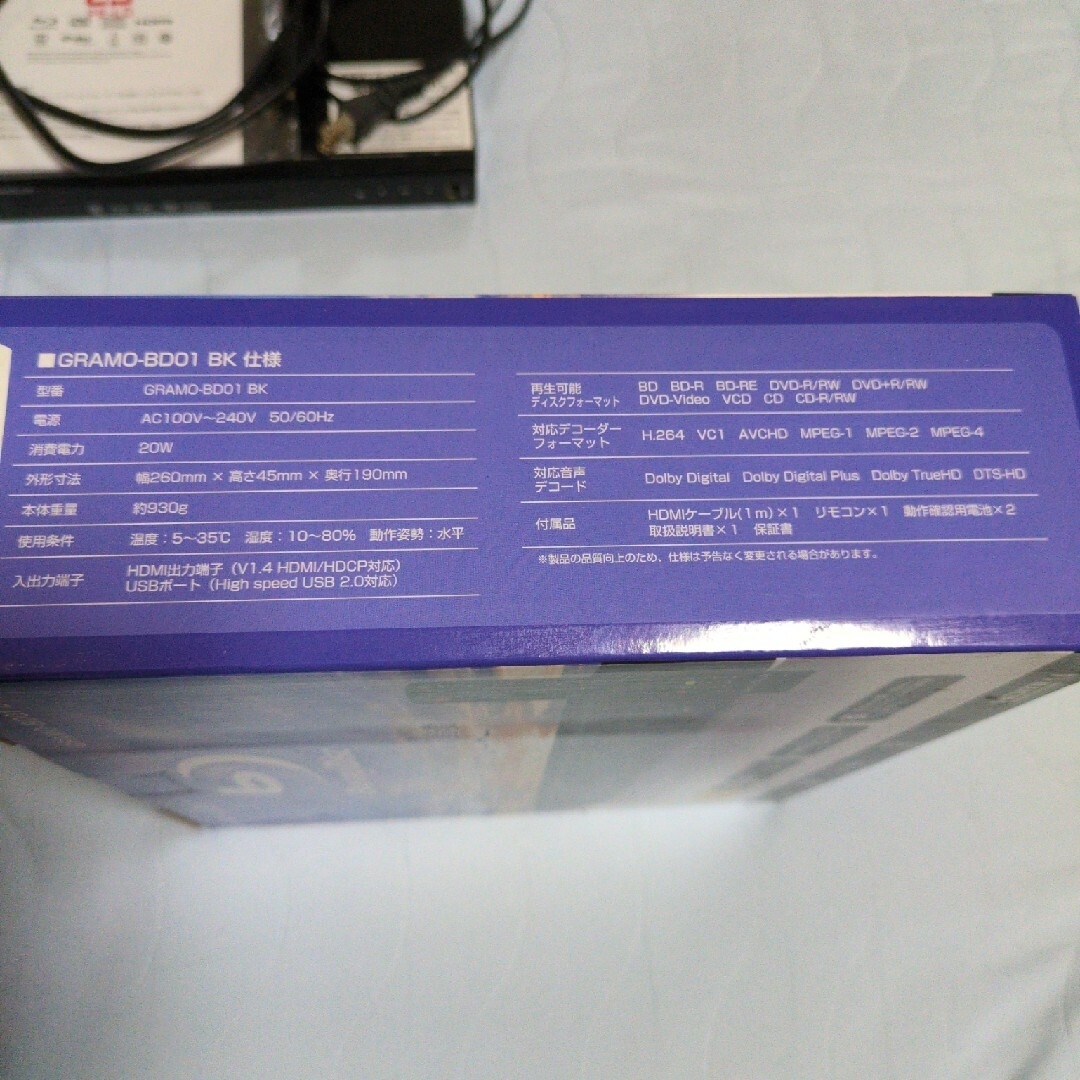 ■GRAMO-BD01 BK 仕様
型番 GRAMO-BD01 BK
電源 AC100V～240V 50/60Hz
消費電力 20W
外形寸法 幅260mm × 高さ45mm × 奥行190mm
本体重量 約930g
使用条件 温度：5～35℃ 湿度：10～80% 動作姿勢：水平
入出力端子 HDMI出力端子（V1.4 HDMI/HDCP対応）
USBポート（High speed USB 2.0対応）
再生可能 BD BD-R BD-RE DVD-R/RW DVD+R/RW
ディスクフォーマット DVD-Video VCD CD CD-R/RW
対応デコーダー
フォーマット H.264 VC1 AVCHD MPEG-1 MPEG-2 MPEG-4
対応音声
デコード Dolby Digital Dolby Digital Plus Dolby TrueHD DTS-HD
付属品 HDMIケーブル(1m)×1 リモコン×1 動作確認用電池×2
取扱説明書×1 保証書
※製品の品質向上のため、仕様は予告なく変更される場合があります。